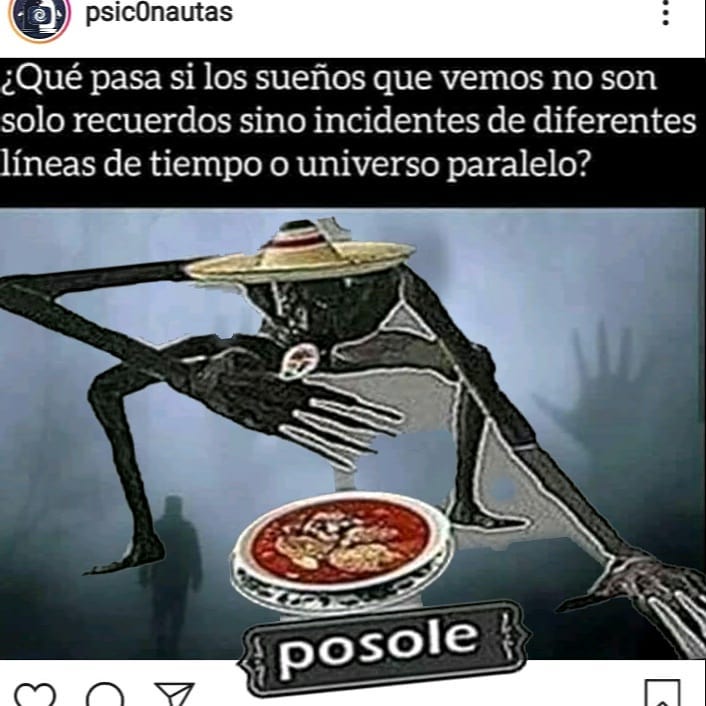 psic0nautas
¿Qué pasa si los sueños que vemos no son
solo recuerdos sino incidentes de diferentes
líneas de tiempo o universo paralelo?
posole